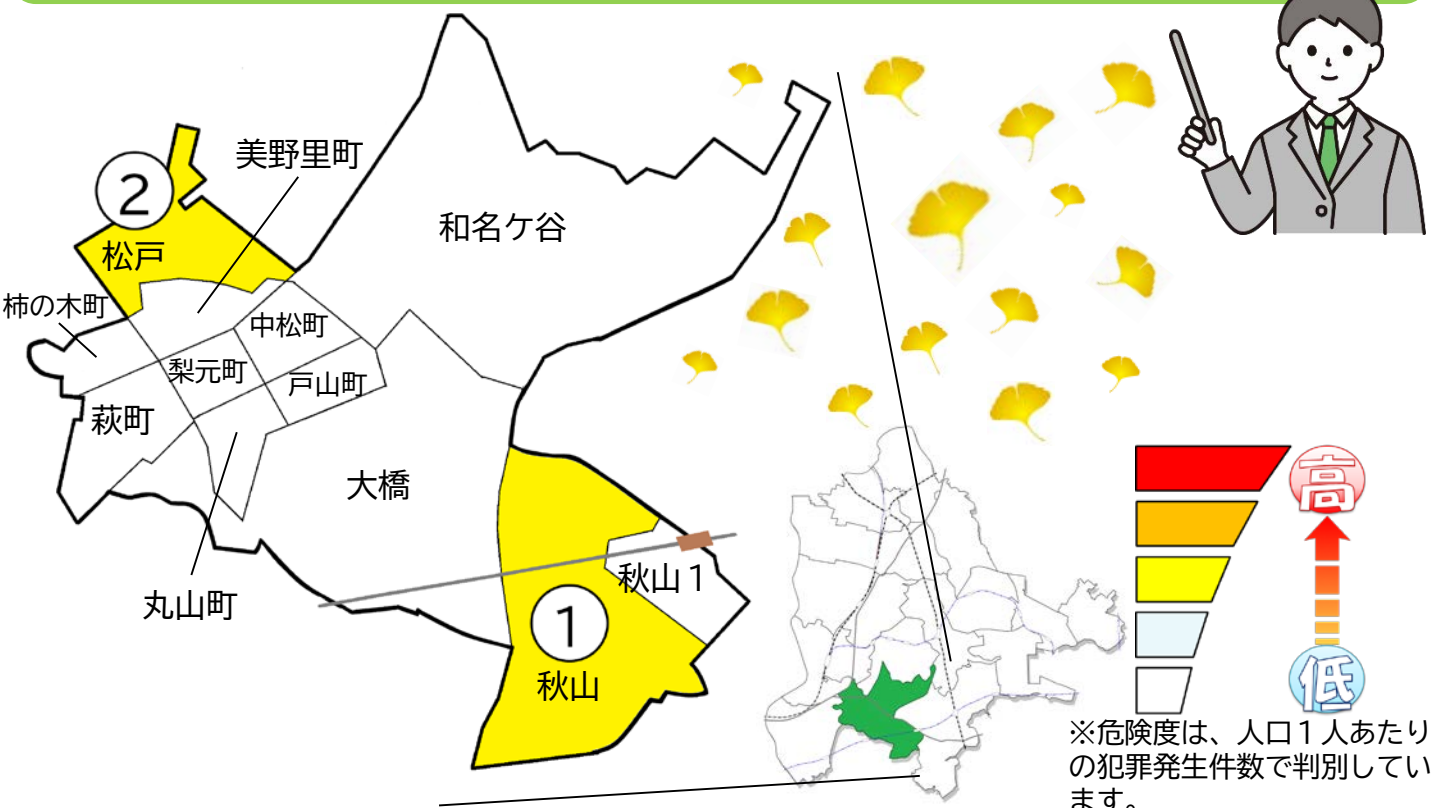 美野里町
②
松戸
和名ケ谷
柿の木町
中松町
梨元町
戸山町
萩町
大橋
丸山町
秋山１
①
秋山
高
低
※危険度は、人口１人あたり
の犯罪発生件数で判別してい
ます。